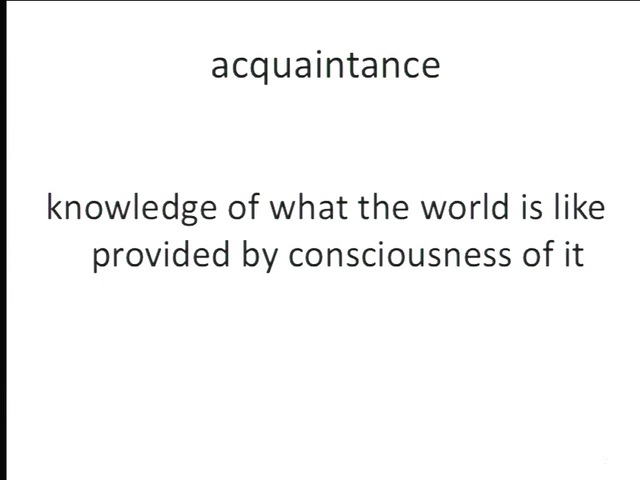 acquaintance
knowledge of what the world is like
provided by consciousness of it